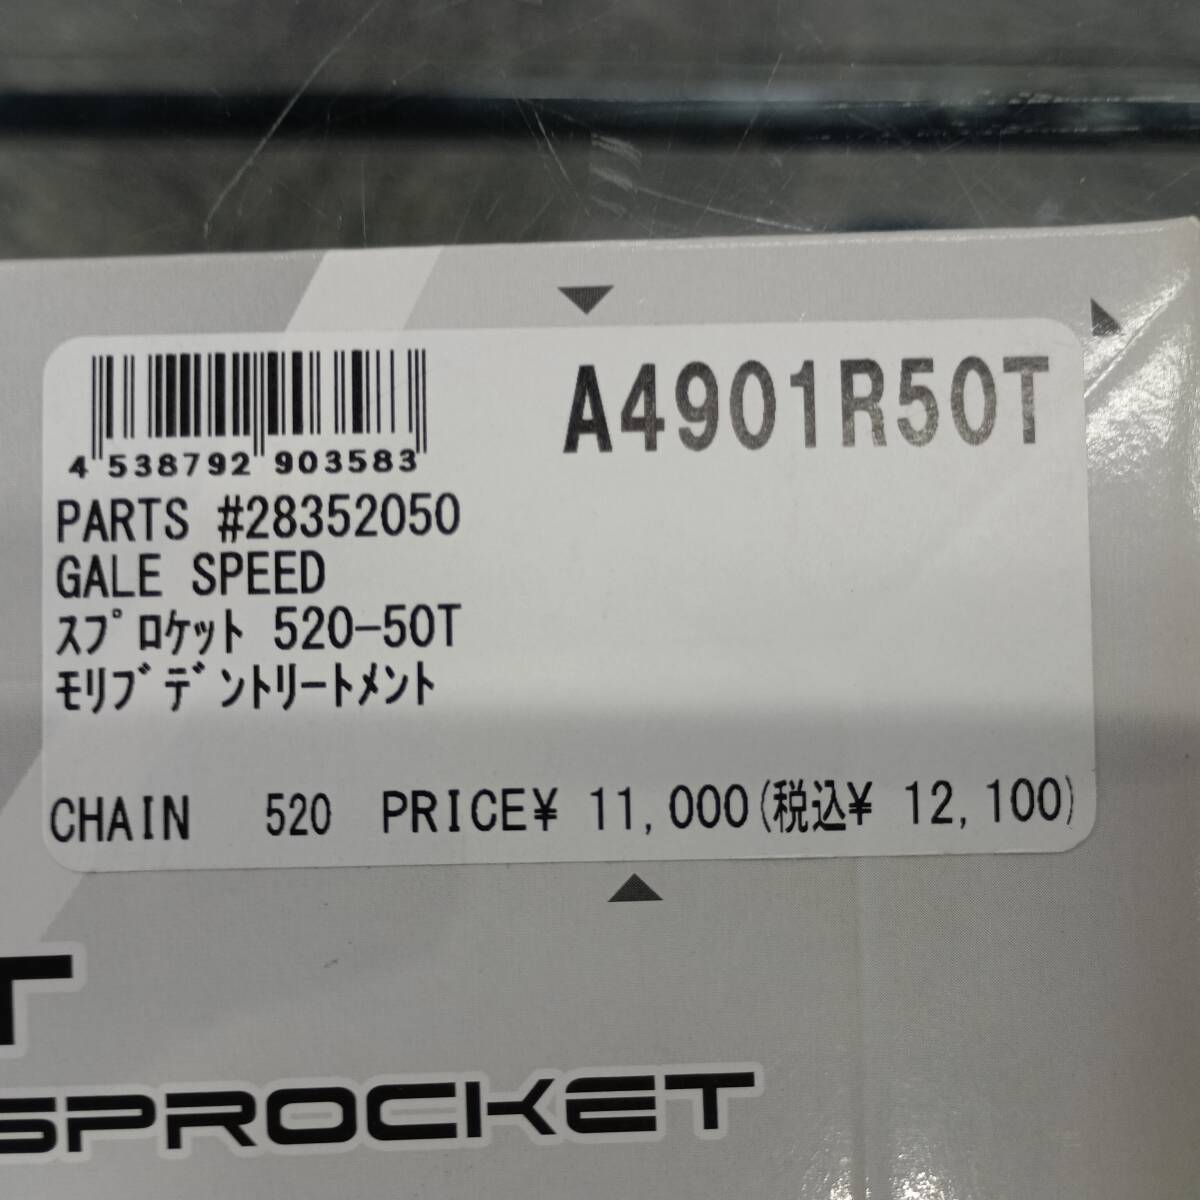 A4901R50T
4 538792 903583
PARTS #28352050
GALE SPEED
ｽﾌﾟﾛｹｯﾄ 520-50T
ﾓﾘﾌﾞﾃﾞﾝﾄﾘｰﾄﾒﾝﾄ
CHAIN 520 PRICE¥ 11,000(税込¥ 12,100)
T
SPROCKET